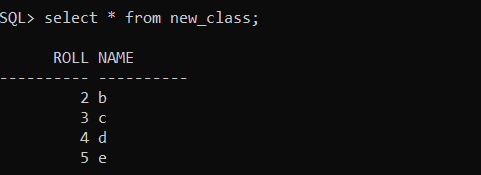 SQL> select * from new_class;
      ROLL NAME
---------- ----------
         2 b
         3 c
         4 d
         5 e